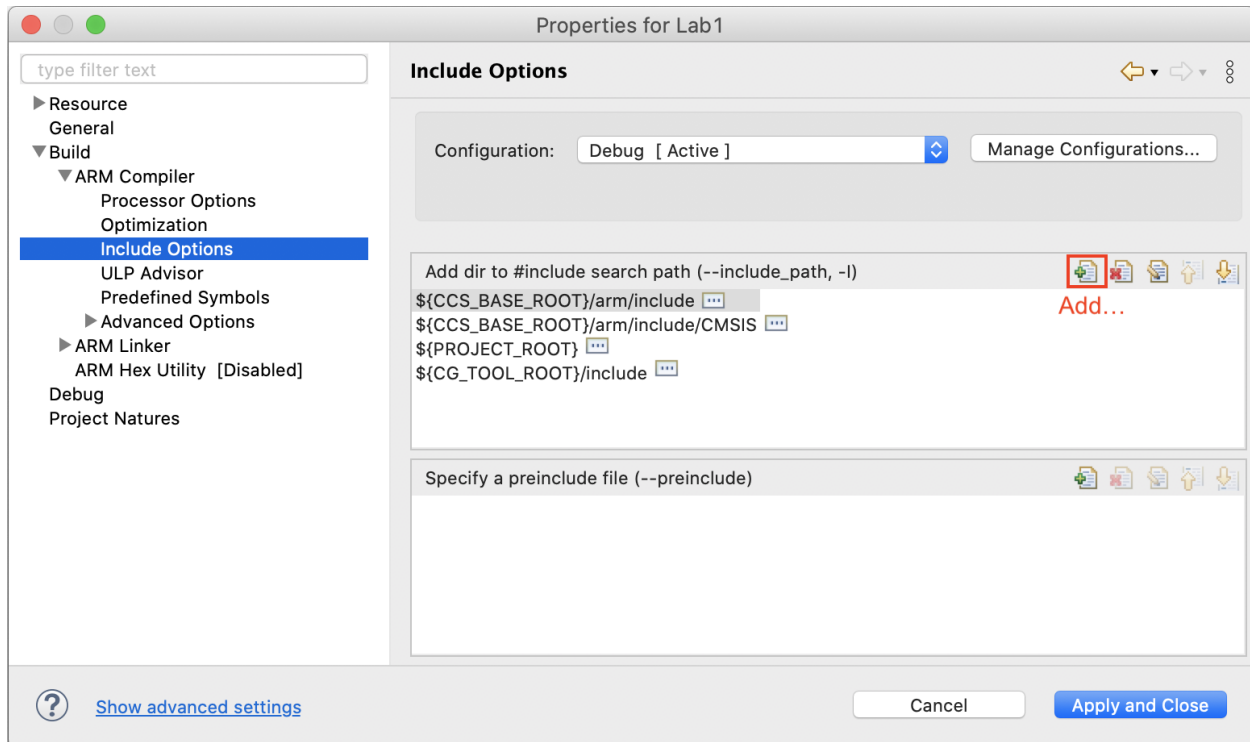 Properties for Lab1
type filter text
Resource
General
Build
ARM Compiler
Processor Options
Optimization
Include Options
ULP Advisor
Predefined Symbols
Advanced Options
ARM Linker
ARM Hex Utility [Disabled]
Debug
Project Natures
Include Options
Configuration: Debug [ Active ] Manage Configurations...
Add dir to #include search path (--include_path, -I)
Add...
${CCS_BASE_ROOT}/arm/include
${CCS_BASE_ROOT}/arm/include/CMSIS
${PROJECT_ROOT}
${CG_TOOL_ROOT}/include
Specify a preinclude file (--preinclude)
? Show advanced settings Cancel Apply and Close